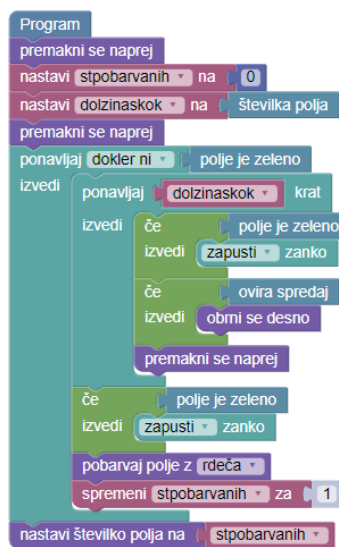 Program
premakni se naprej
nastavi stpobarvanih na 0
nastavi dolzinaskok na številka polja
premakni se naprej
ponavljaj dokler ni polje je zeleno
izvedi ponavljaj dolzinaskok krat
izvedi če polje je zeleno
izvedi zapusti zanko
če ovira spredaj
izvedi obrni se desno
premakni se naprej
če polje je zeleno
izvedi zapusti zanko
pobarvaj polje z rdeča
spremeni stpobarvanih za 1
nastavi številko polja na stpobarvanih